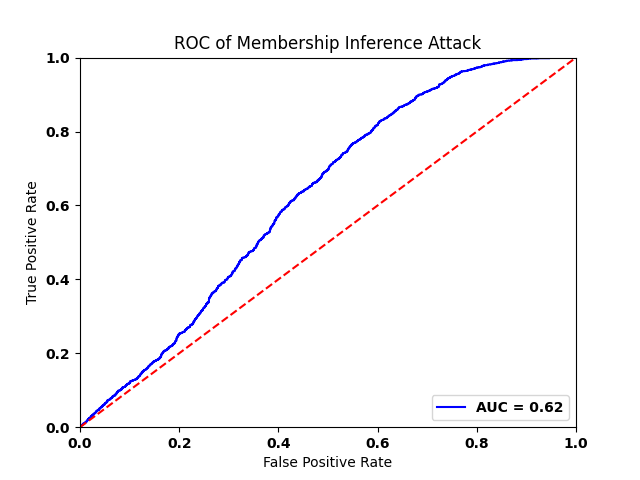 ROC of Membership Inference Attack
True Positive Rate
1.0
0.8
0.6
0.4
0.2
0.0
0.0 0.2 0.4 0.6 0.8 1.0
False Positive Rate
AUC = 0.62